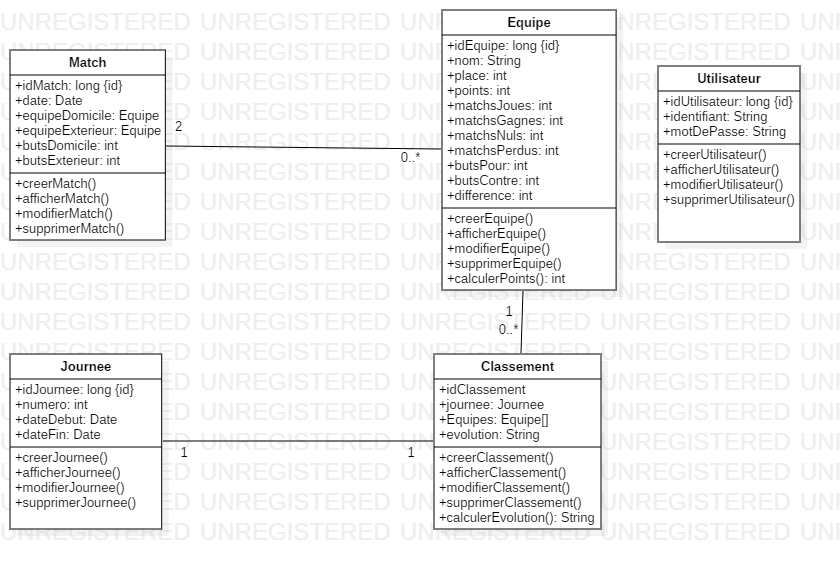 Match
+idMatch: long {id}
+date: Date
+equipeDomicile: Equipe
+equipeExterieur: Equipe
+butsDomicile: int
+butsExterieur: int
+creerMatch()
+afficherMatch()
+modifierMatch()
+supprimerMatch()
2
0..*
Equipe
+idEquipe: long {id}
+nom: String
+place: int
+points: int
+matchsJoues: int
+matchsGagnes: int
+matchsNuls: int
+matchsPerdus: int
+butsPour: int
+butsContre: int
+difference: int
+creerEquipe()
+afficherEquipe()
+modifierEquipe()
+supprimerEquipe()
+calculerPoints(): int
Utilisateur
+idUtilisateur: long {id}
+identifiant: String
+motDePasse: String
+creerUtilisateur()
+afficherUtilisateur()
+modifierUtilisateur()
+supprimerUtilisateur()
1
0..*
Journee
+idJournee: long {id}
+numero: int
+dateDebut: Date
+dateFin: Date
+creerJournee()
+afficherJournee()
+modifierJournee()
+supprimerJournee()
1
1
Classement
+idClassement
+journee: Journee
+Equipes: Equipe[]
+evolution: String
+creerClassement()
+afficherClassement()
+modifierClassement()
+supprimerClassement()
+calculerEvolution(): String
UNREGISTERED